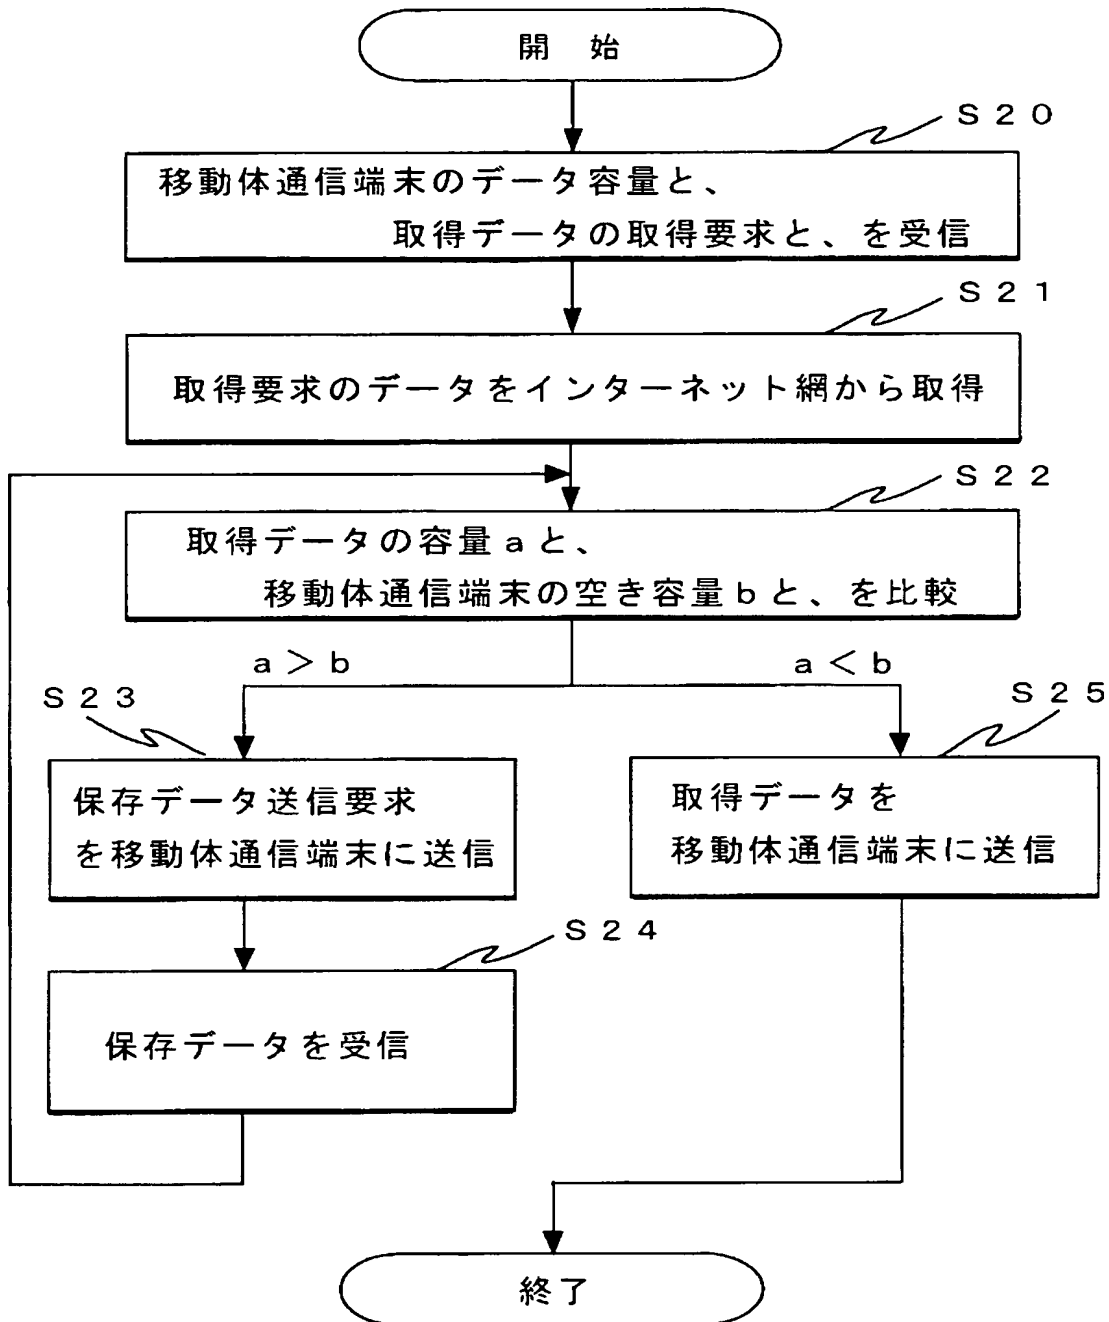 開 始
S20
移動体通信端末のデータ容量と、
取得データの取得要求と、を受信
S21
取得要求のデータをインターネット網から取得
S22
取得データの容量aと、
移動体通信端末の空き容量bと、を比較
a>b
a<b
S23
S25
保存データ送信要求
を移動体通信端末に送信
取得データを
移動体通信端末に送信
S24
保存データを受信
終了